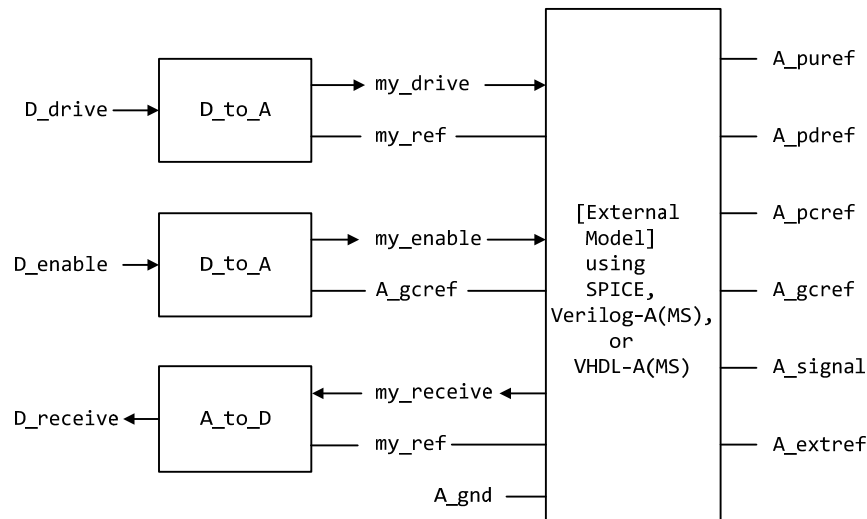 D_drive
D_to_A
my_drive
my_ref
D_enable
D_to_A
my_enable
A_gcref
D_receive
A_to_D
my_receive
my_ref
A_gnd
[External
Model]
using
SPICE,
Verilog-A(MS),
or
VHDL-A(MS)
A_puref
A_pdref
A_pcref
A_gcref
A_signal
A_extref